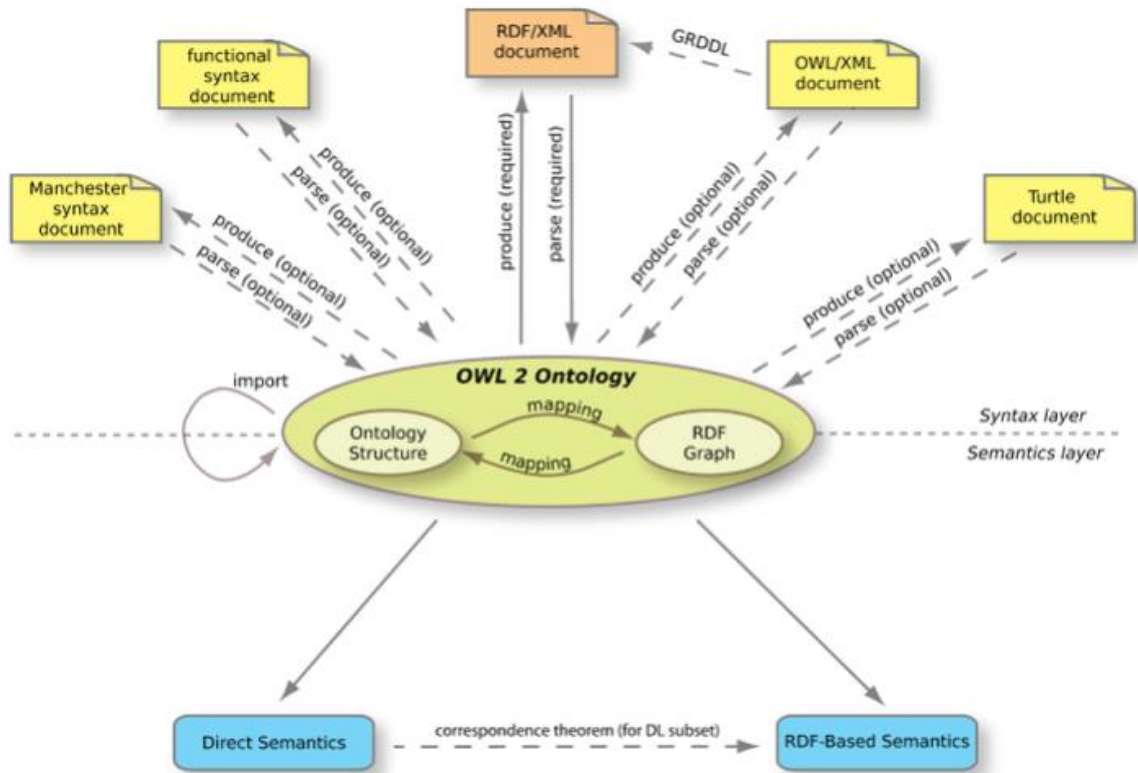 RDF/XML
document
GRDDL
OWL/XML
document
functional
syntax
document
Manchester
syntax
document
Turtle
document
produce (optional)
parse (optional)
produce (optional)
parse (optional)
produce (required)
parse (required)
produce (optional)
parse (optional)
produce (optional)
parse (optional)
import
OWL 2 Ontology
Ontology
Structure
mapping
mapping
RDF
Graph
Syntax layer
Semantics layer
Direct Semantics
correspondence theorem (for DL subset)
RDF-Based Semantics